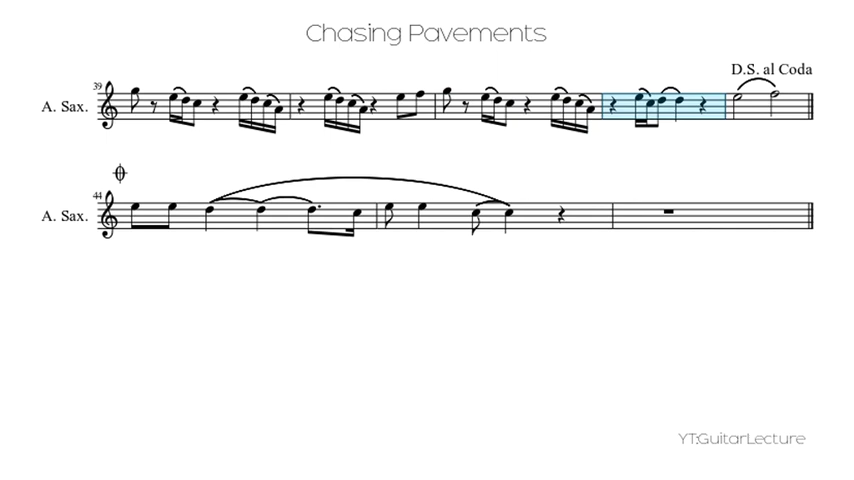 Chasing Pavements
D.S. al Coda
39
A. Sax.
44
A. Sax.
YT:GuitarLecture